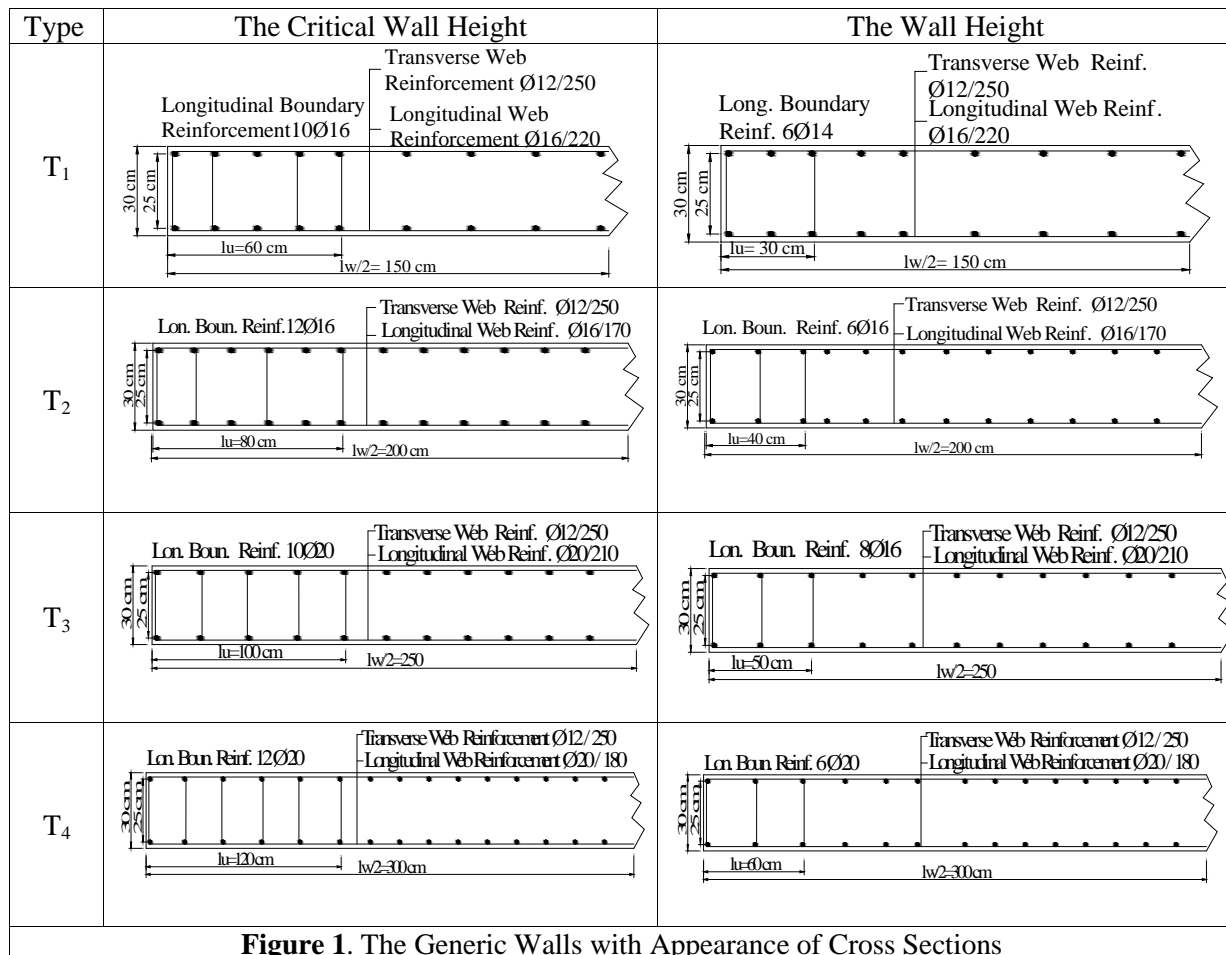 Type The Critical Wall Height The Wall Height
T1
Transverse Web
Reinforcement Ø12/250
Longitudinal Boundary
Reinforcement10Ø16
Longitudinal Web
Reinforcement Ø16/220
30 cm
25 cm
lu=60 cm
lw/2= 150 cm
Transverse Web Reinf.
Ø12/250
Long. Boundary
Reinf. 6Ø14
Longitudinal Web Reinf.
Ø16/220
30 cm
25 cm
lu= 30 cm
lw/2= 150 cm
T2
Transverse Web Reinf. Ø12/250
Lon. Boun. Reinf.12Ø16
Longitudinal Web Reinf. Ø16/170
30 cm
25 cm
lu=80 cm
lw/2=200 cm
Transverse Web Reinf. Ø12/250
Lon. Boun. Reinf. 6Ø16
Longitudinal Web Reinf. Ø16/170
30 cm
25 cm
lu=40 cm
lw/2=200 cm
T3
Transverse Web Reinf. Ø12/250
Lon. Boun. Reinf. 10Ø20
Longitudinal Web Reinf. Ø20/210
30 cm
25 cm
lu=100 cm
lw/2=250
Transverse Web Reinf. Ø12/250
Lon. Boun. Reinf. 8Ø16
Longitudinal Web Reinf. Ø20/210
30 cm
25 cm
lu=50 cm
lw/2=250
T4
Transverse Web Reinforcement Ø12/250
Lon. Boun. Reinf. 12Ø20
Longitudinal Web Reinforcement Ø20/180
30 cm
25 cm
lu=120 cm
lw2=300 cm
Transverse Web Reinforcement Ø12/250
Lon. Boun. Reinf. 6Ø20
Longitudinal Web Reinforcement Ø20/180
30 cm
25 cm
lu=60 cm
lw2=300 cm
Figure 1. The Generic Walls with Appearance of Cross Sections